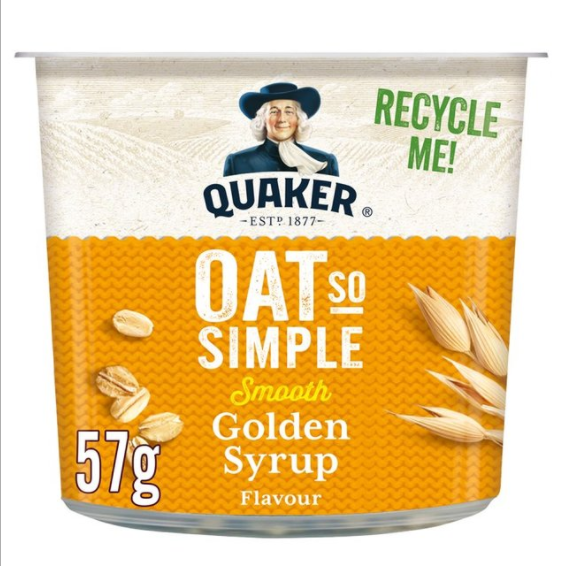 RECYCLE
ME!
QUAKER ®
-ESTD 1877-
OAT SO
SIMPLE
Smooth
Golden
Syrup
Flavour
57g